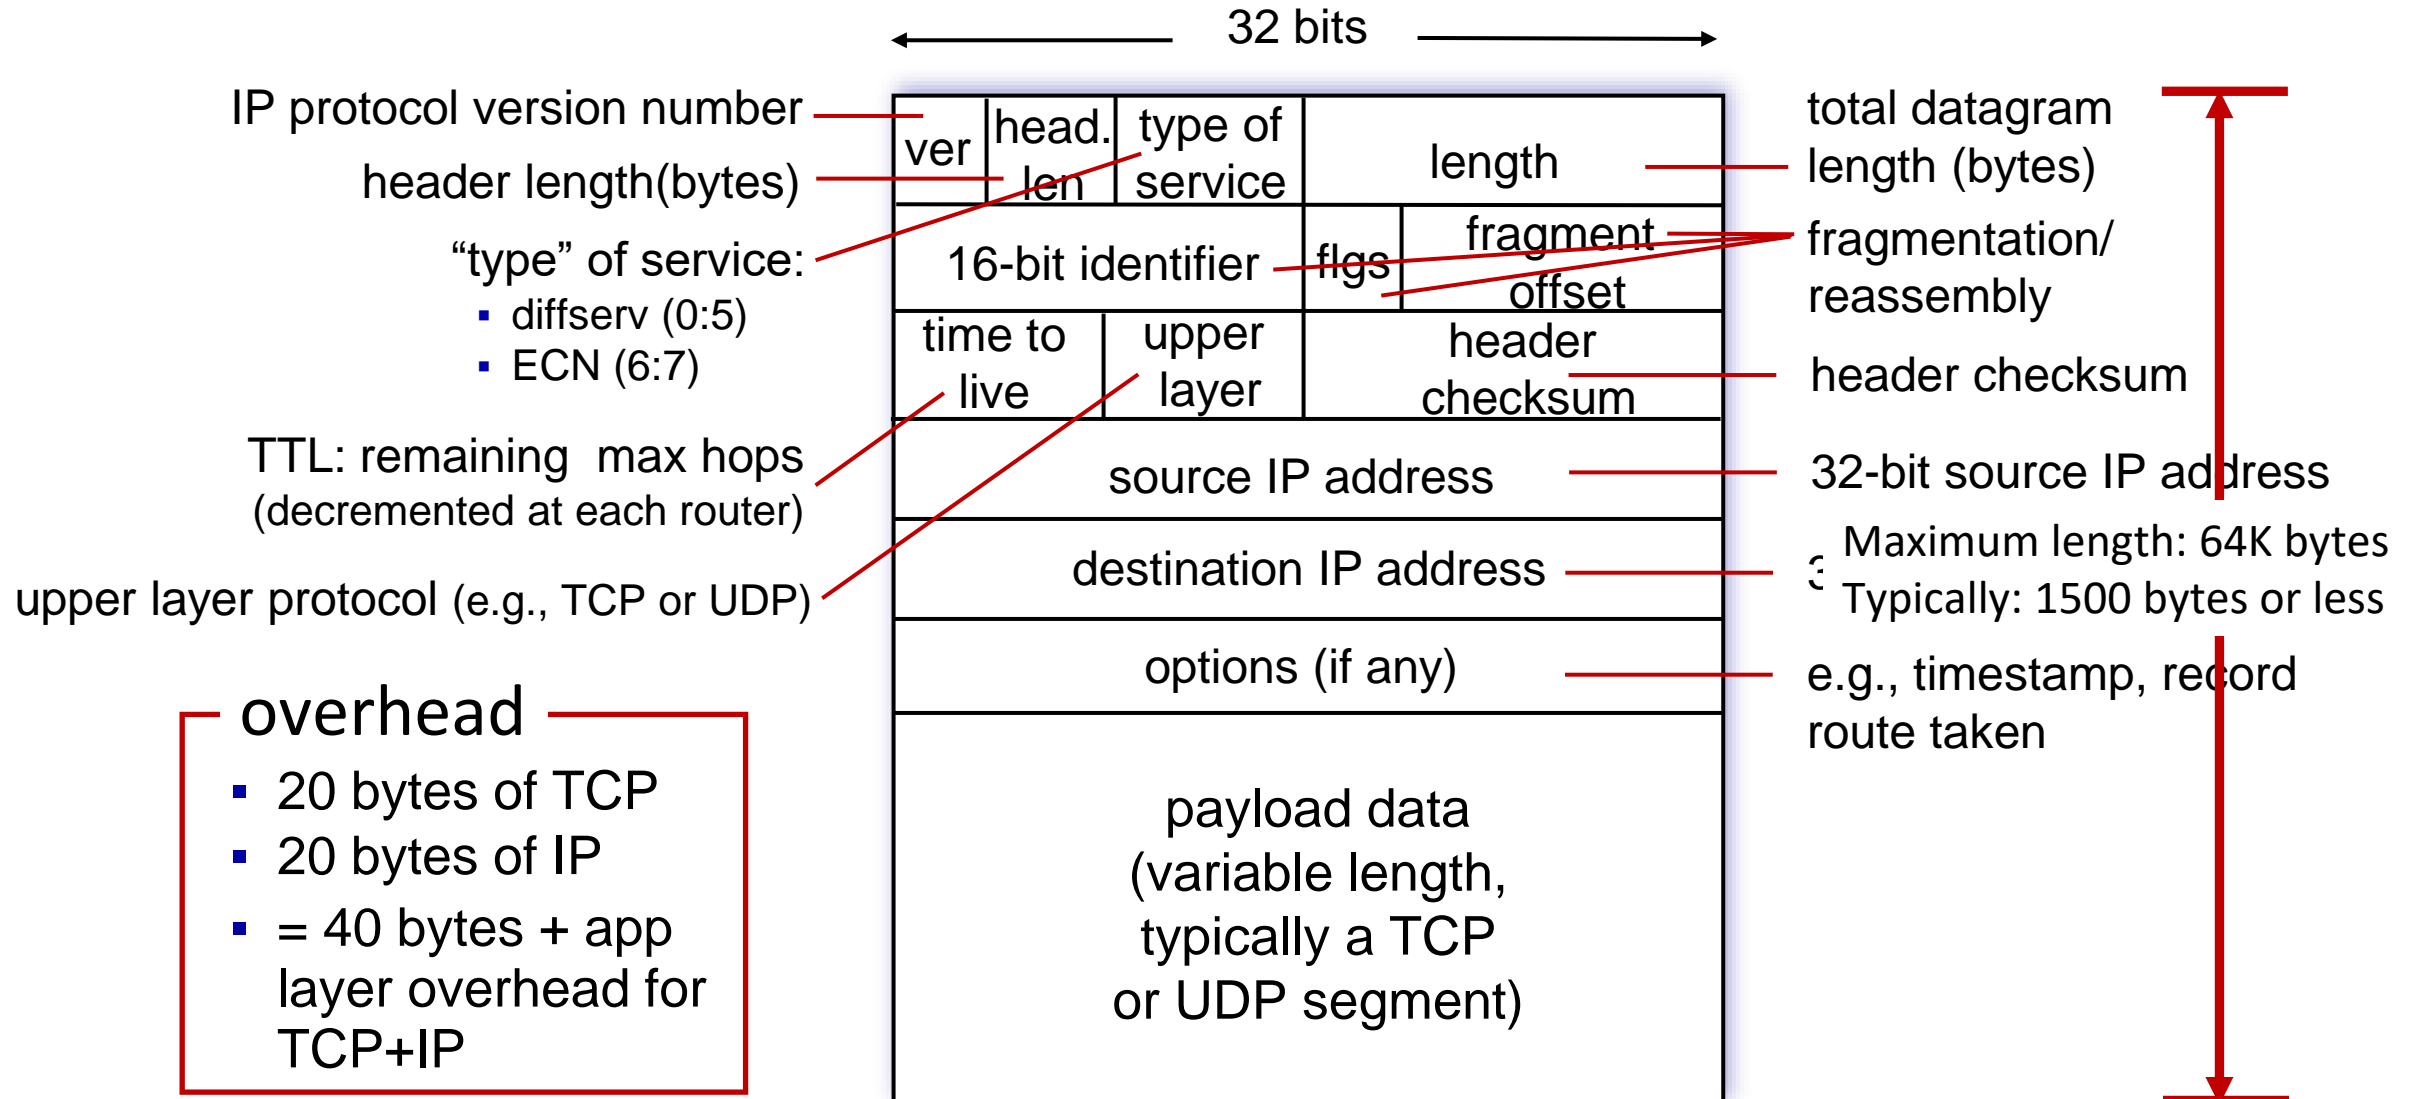 32 bits
IP protocol version number
header length(bytes)
“type” of service:
▪ diffserv (0:5)
▪ ECN (6:7)
TTL: remaining max hops
(decremented at each router)
upper layer protocol (e.g., TCP or UDP)
overhead
▪ 20 bytes of TCP
▪ 20 bytes of IP
▪ = 40 bytes + app
layer overhead for
TCP+IP
ver
head.
len
type of
service
length
16-bit identifier
flgs
fragment
offset
time to
live
upper
layer
header
checksum
source IP address
destination IP address
options (if any)
payload data
(variable length,
typically a TCP
or UDP segment)
total datagram
length (bytes)
fragmentation/
reassembly
header checksum
32-bit source IP address
Maximum length: 64K bytes
Typically: 1500 bytes or less
e.g., timestamp, record
route taken